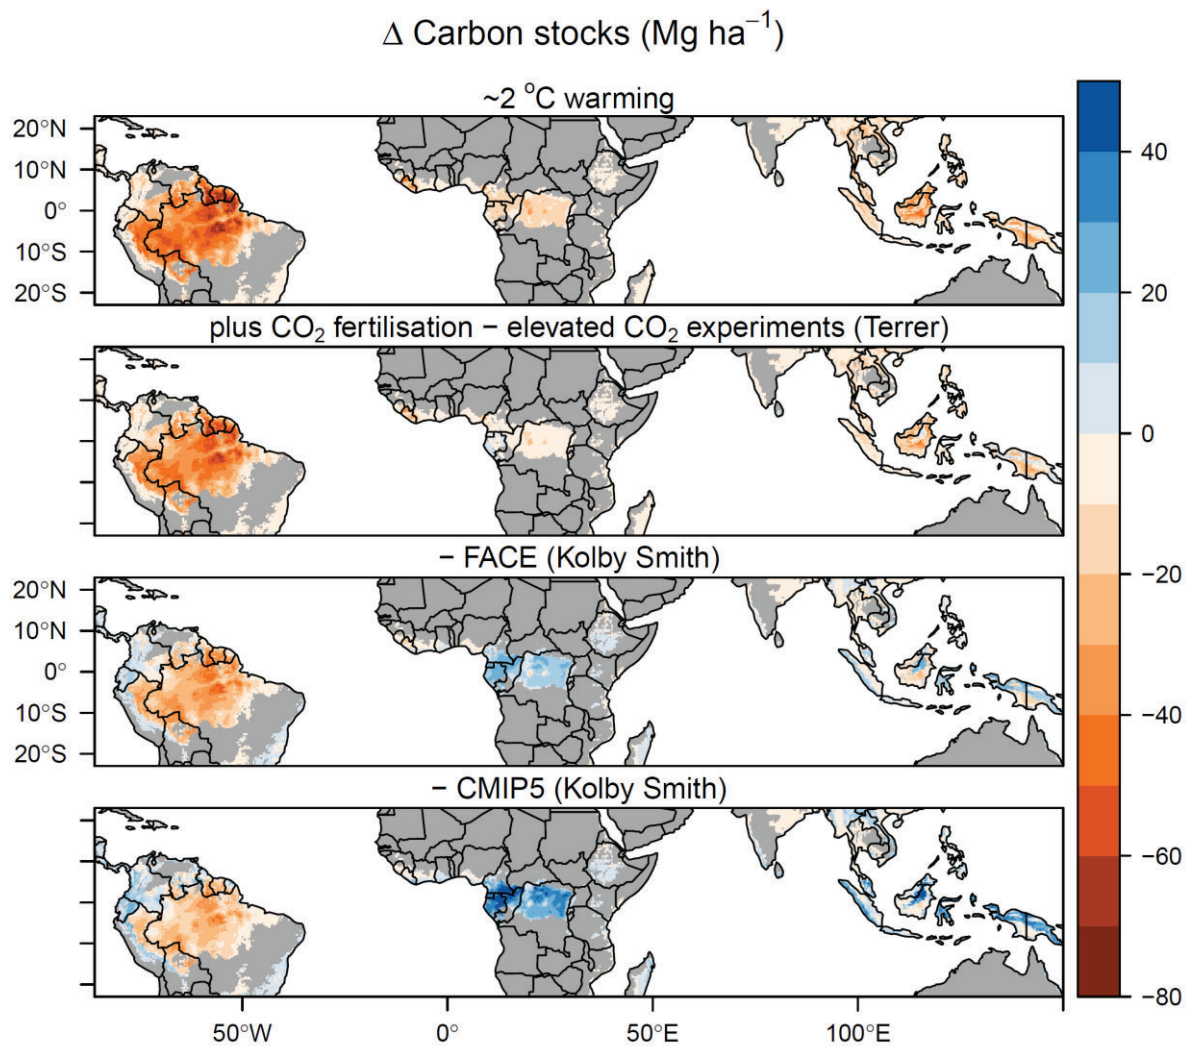 Δ Carbon stocks (Mg ha⁻¹)
~2 °C warming
20°N
10°N
0°
10°S
20°S
plus CO₂ fertilisation − elevated CO₂ experiments (Terrer)
− FACE (Kolby Smith)
20°N
10°N
0°
10°S
20°S
− CMIP5 (Kolby Smith)
50°W
0°
50°E
100°E
40
20
0
−20
−40
−60
−80